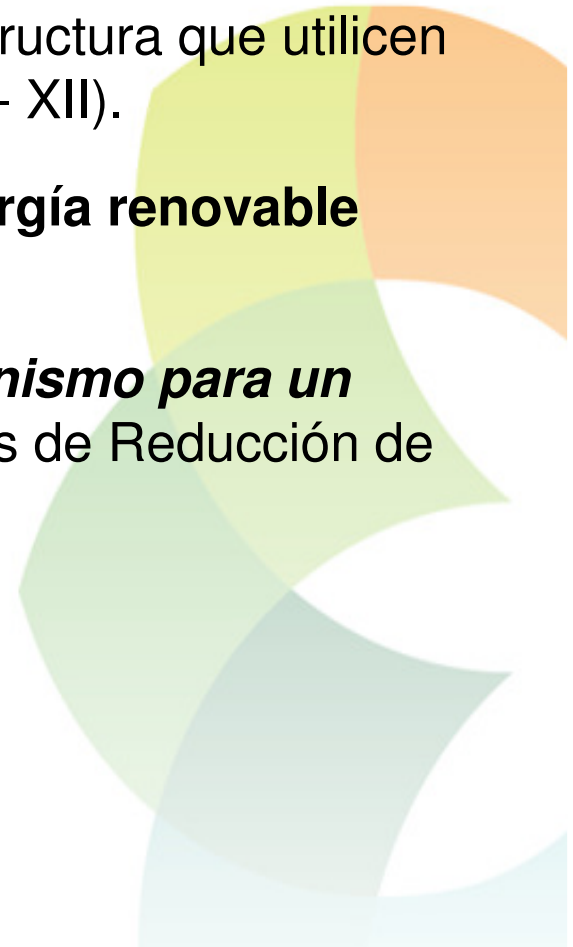 ructura que utilicen
- XII).
rgía renovable
nismo para un
s de Reducción de